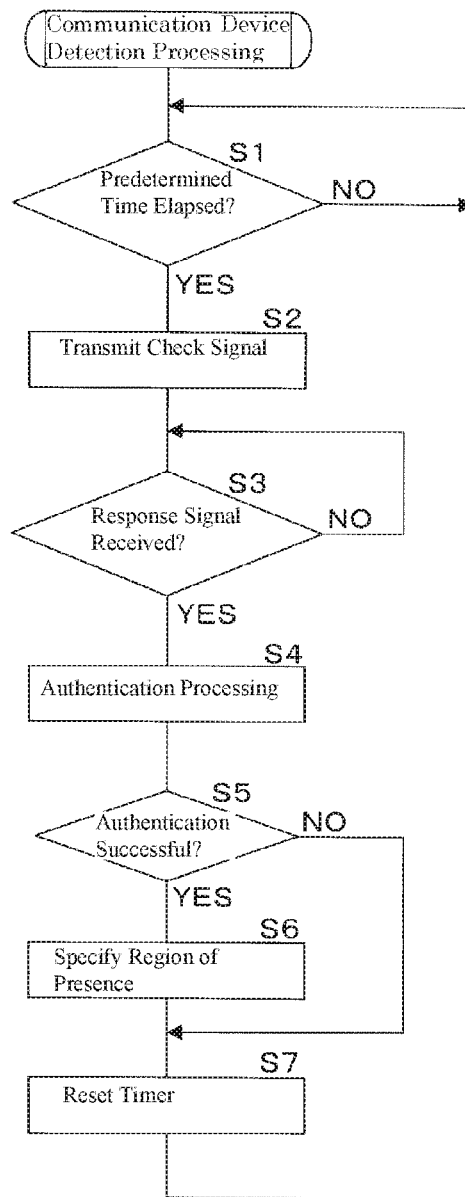 Communication Device
Detection Processing
S1
Predetermined
Time Elapsed?
NO
YES
S2
Transmit Check Signal
S3
Response Signal
Received?
NO
YES
S4
Authentication Processing
S5
Authentication
Successful?
NO
YES
S6
Specify Region of
Presence
S7
Reset Timer